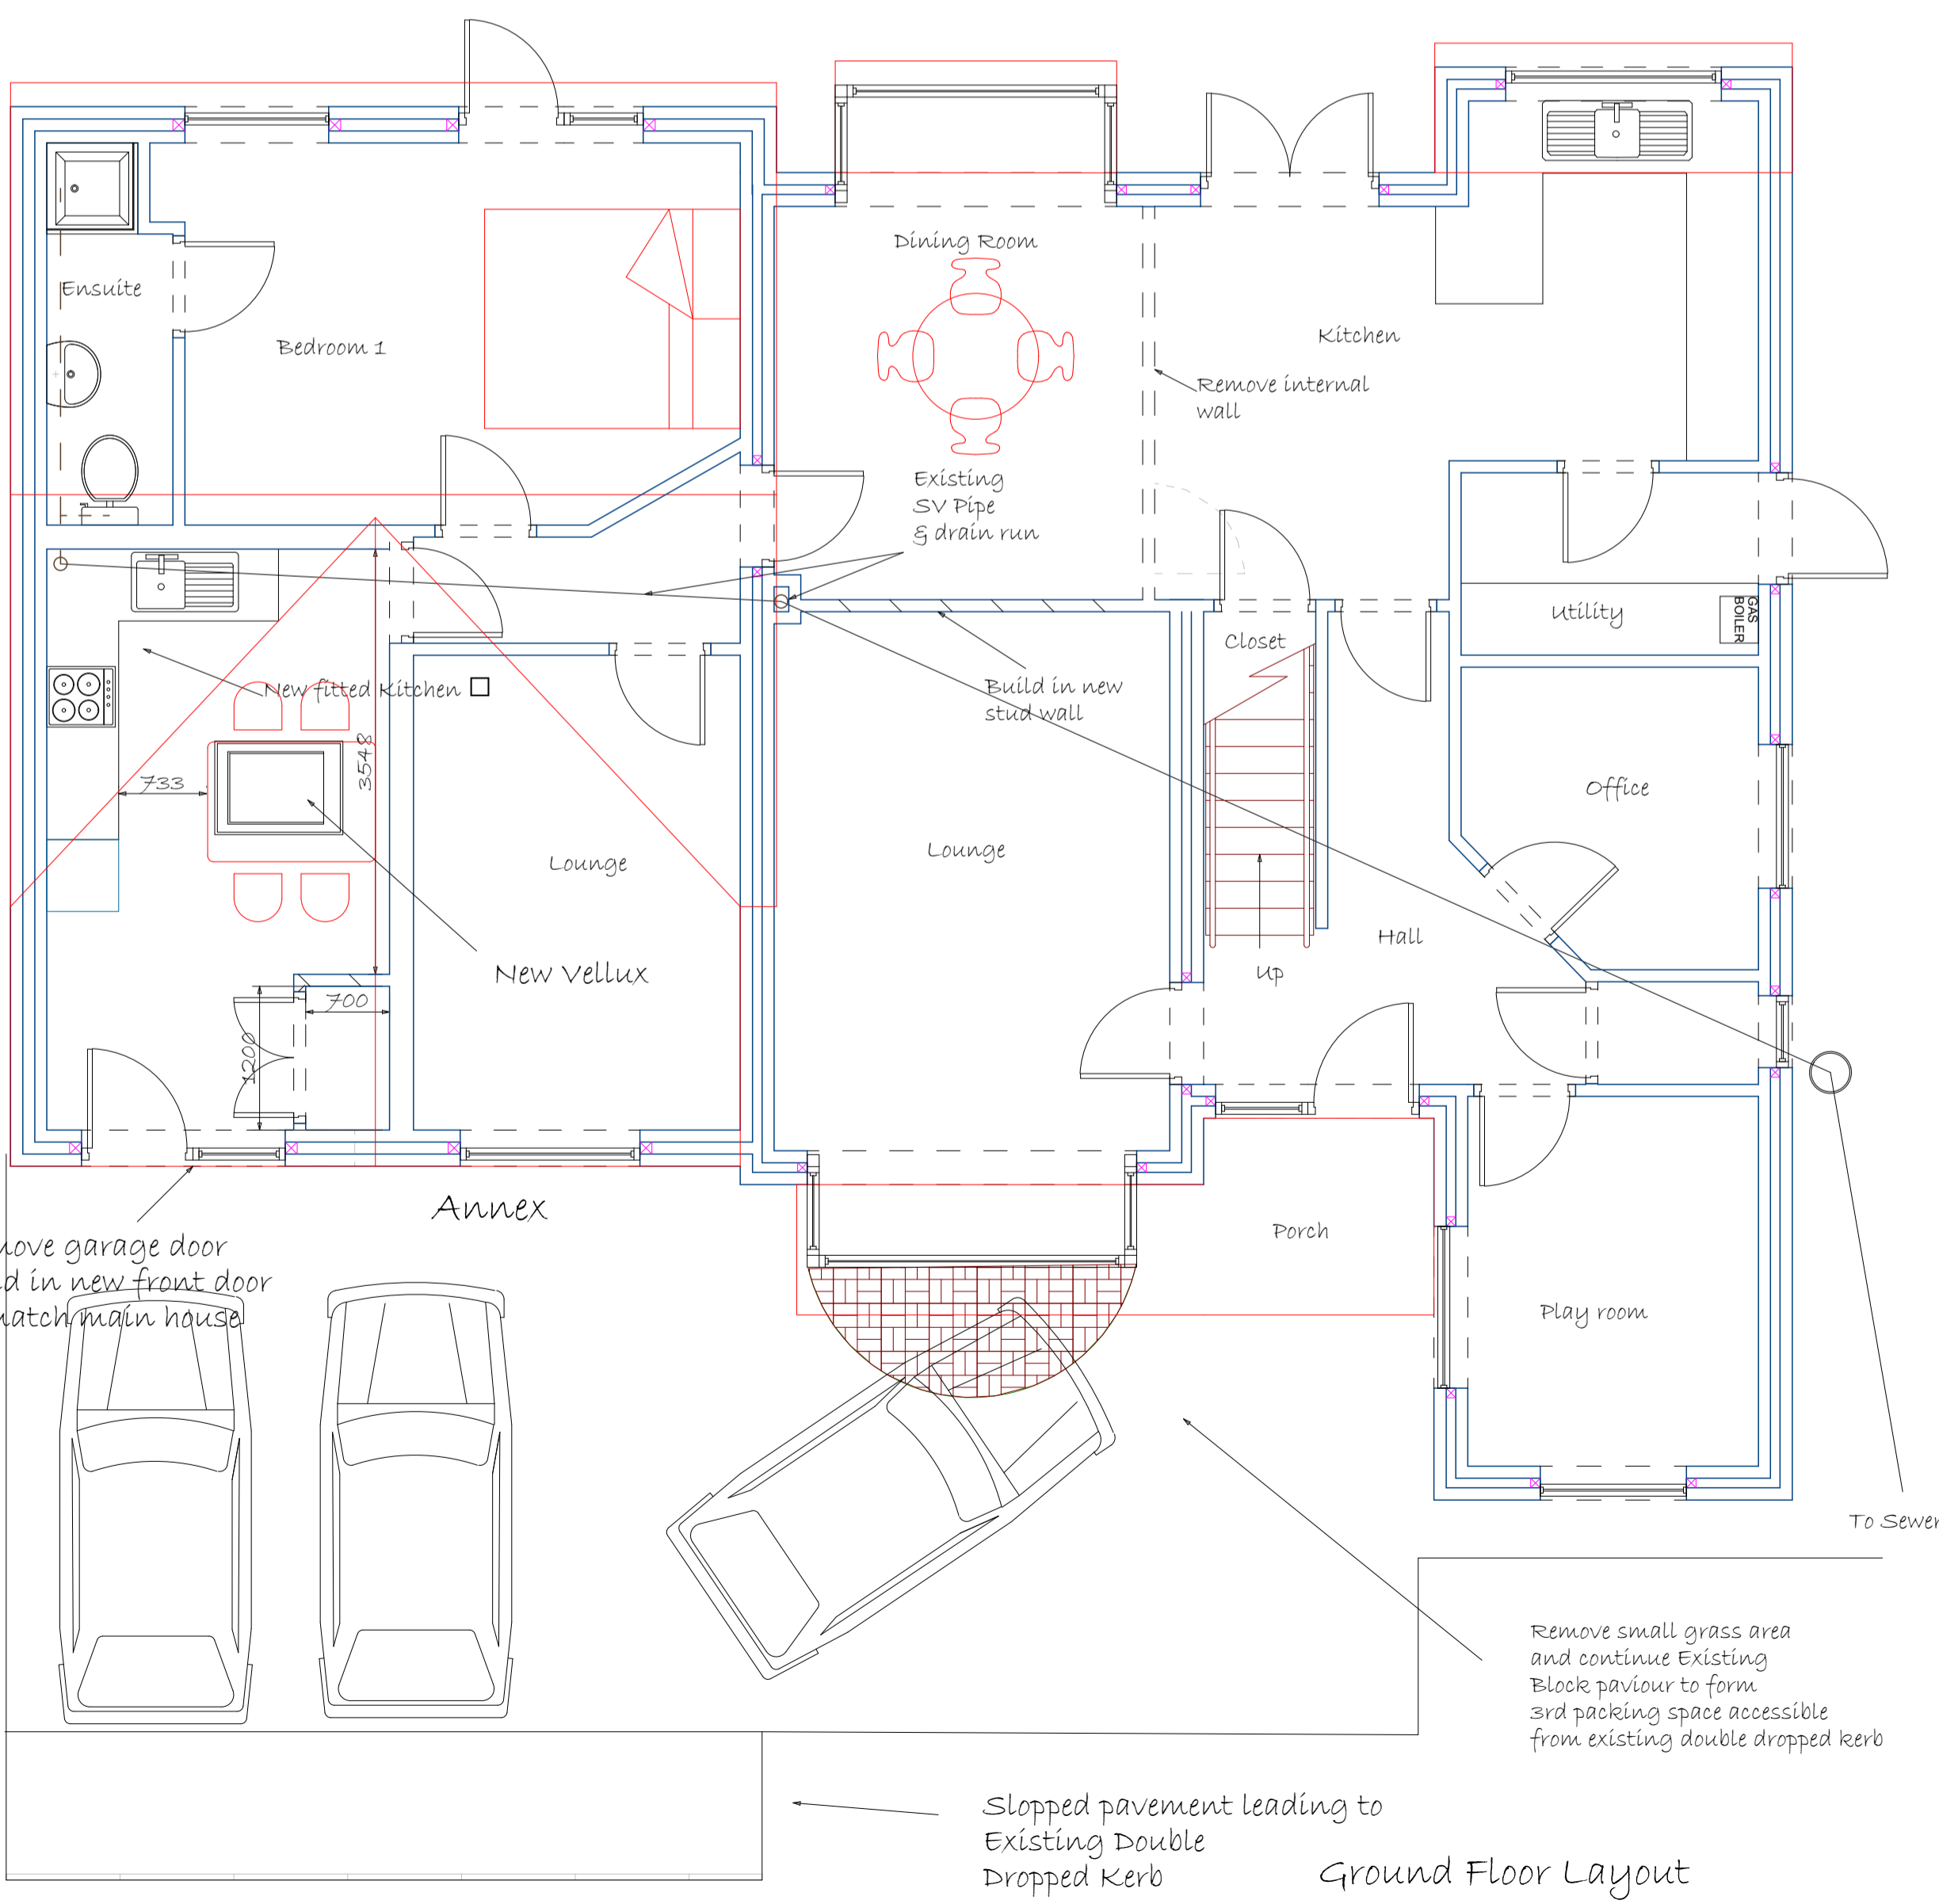 Dining Room
Ensuite
Kitchen
Bedroom 1
Remove internal
wall
Existing
SV Pipe
& drain run
GAS
BOILER
Utility
Closet
New fitted Kitchen
Build in new
stud wall
3548
733
Office
Lounge
Lounge
Hall
New Vellux
Up
700
1200
Annex
Porch
ove garage door
d in new front door
atch main house
Play room
To Sewer
Remove small grass area
and continue Existing
Block paviour to form
3rd packing space accessible
from existing double dropped kerb
Slopped pavement leading to
Existing Double
Dropped Kerb
Ground Floor Layout